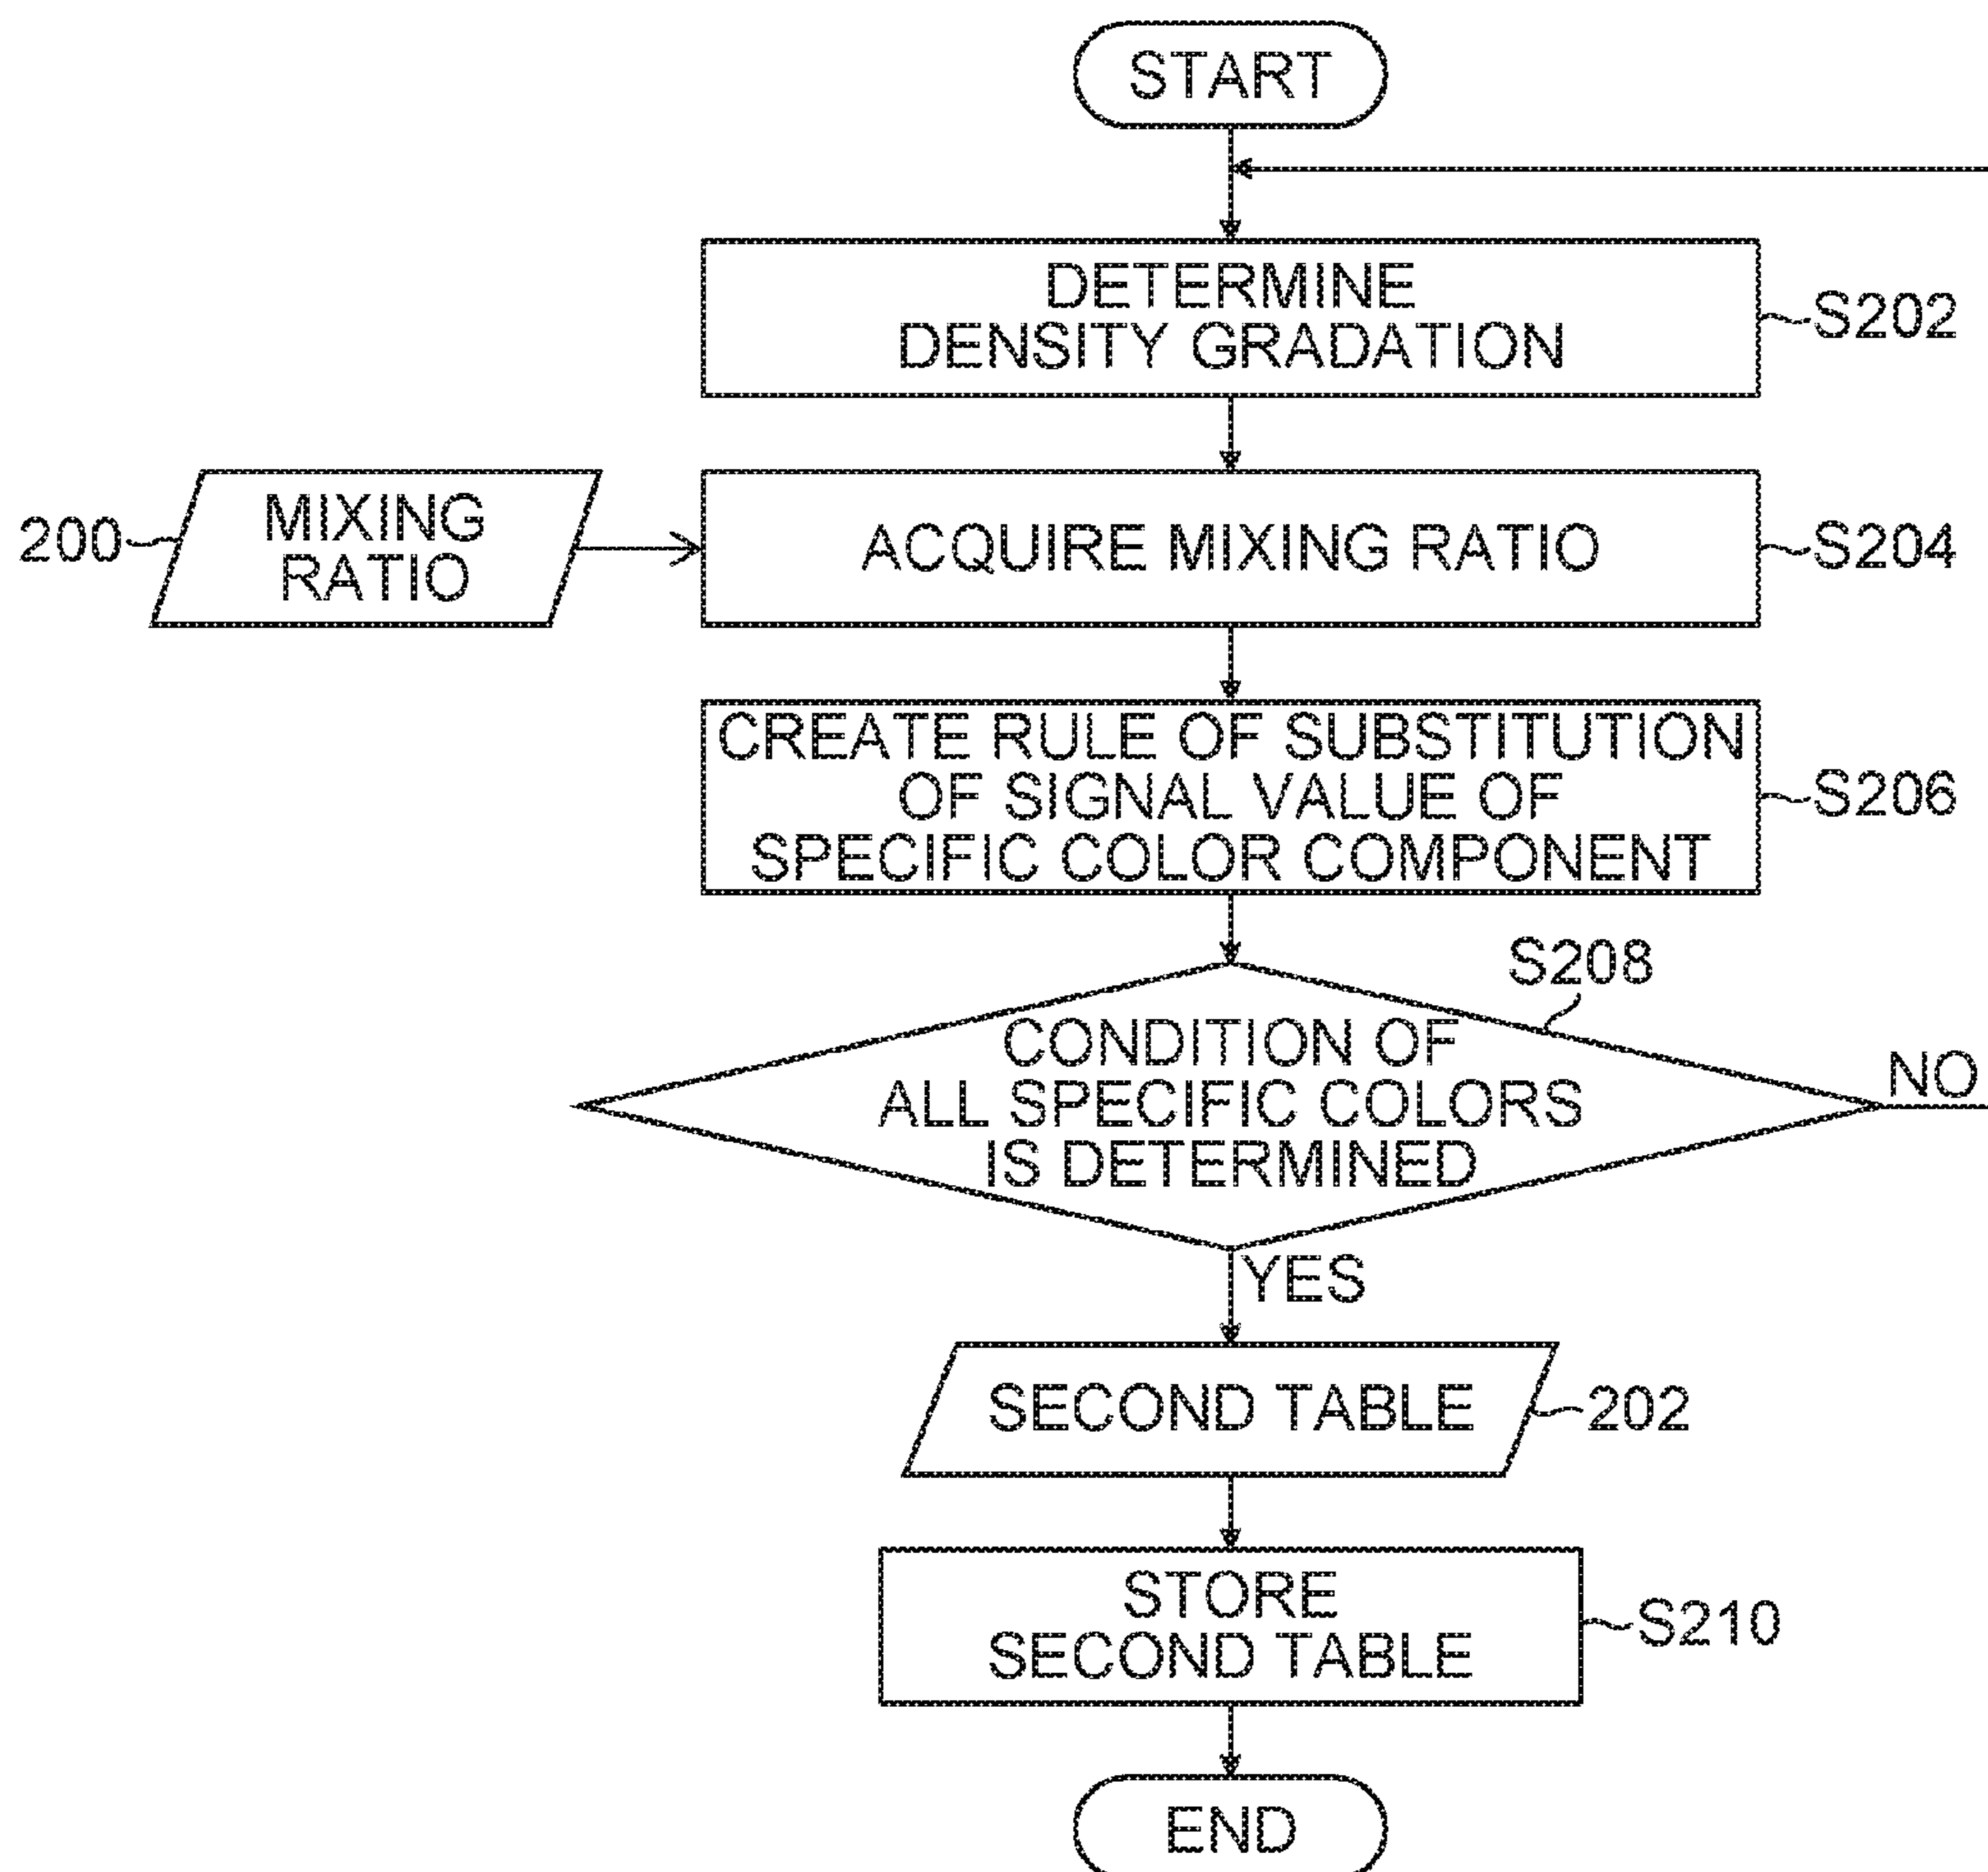 START
DETERMINE
DENSITY GRADATION
S202
200
MIXING
RATIO
ACQUIRE MIXING RATIO
S204
CREATE RULE OF SUBSTITUTION
OF SIGNAL VALUE OF
SPECIFIC COLOR COMPONENT
S206
S208
CONDITION OF
ALL SPECIFIC COLORS
IS DETERMINED
NO
YES
SECOND TABLE
202
STORE
SECOND TABLE
S210
END